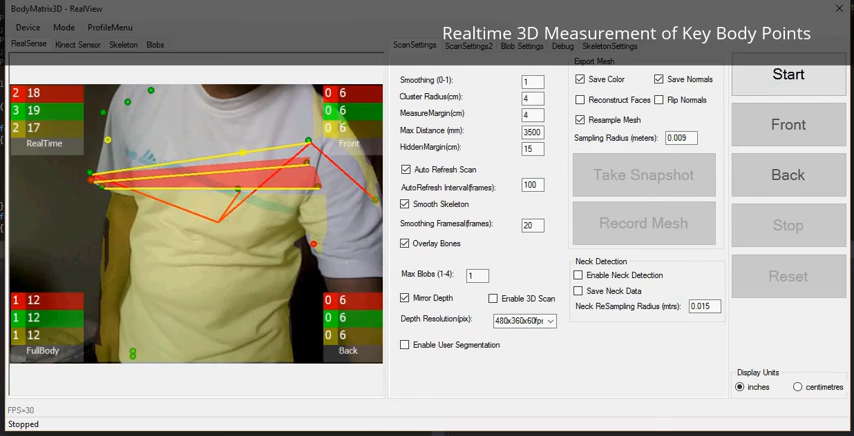 BodyMatrix3D - RealView
Realtime 3D Measurement of Key Body Points
Device Mode ProfileMenu
RealSense Kinect Sensor Skeleton Blobs
ScanSettings ScanSettings2 Blob Settings Debug SkeletonSettings
2 18
3 19
2 17
RealTime
0 6
0 6
0 6
Front
1 12
1 12
1 12
FullBody
0 6
0 6
0 6
Back
Smoothing (0-1): 1
Cluster Radius(cm): 4
MeasureMargin(cm) 4
Max Distance (mm): 3500
HiddenMargin(cm): 15
Auto Refresh Scan
AutoRefresh Interval(frames): 100
Smooth Skeleton
Smoothing Framesal(frames): 20
Overlay Bones
Max Blobs (1-4): 1
Mirror Depth Enable 3D Scan
Depth Resolution(pix): 480x360x60fps
Enable User Segmentation
Export Mesh
Save Color Save Normals
Reconstruct Faces Flip Normals
Resample Mesh
Sampling Radius (meters): 0.009
Take Snapshot
Record Mesh
Neck Detection
Enable Neck Detection
Save Neck Data
Neck ReSampling Radius (mtrs): 0.015
Start
Front
Back
Stop
Reset
Display Units
inches centimetres
FPS=30
Stopped